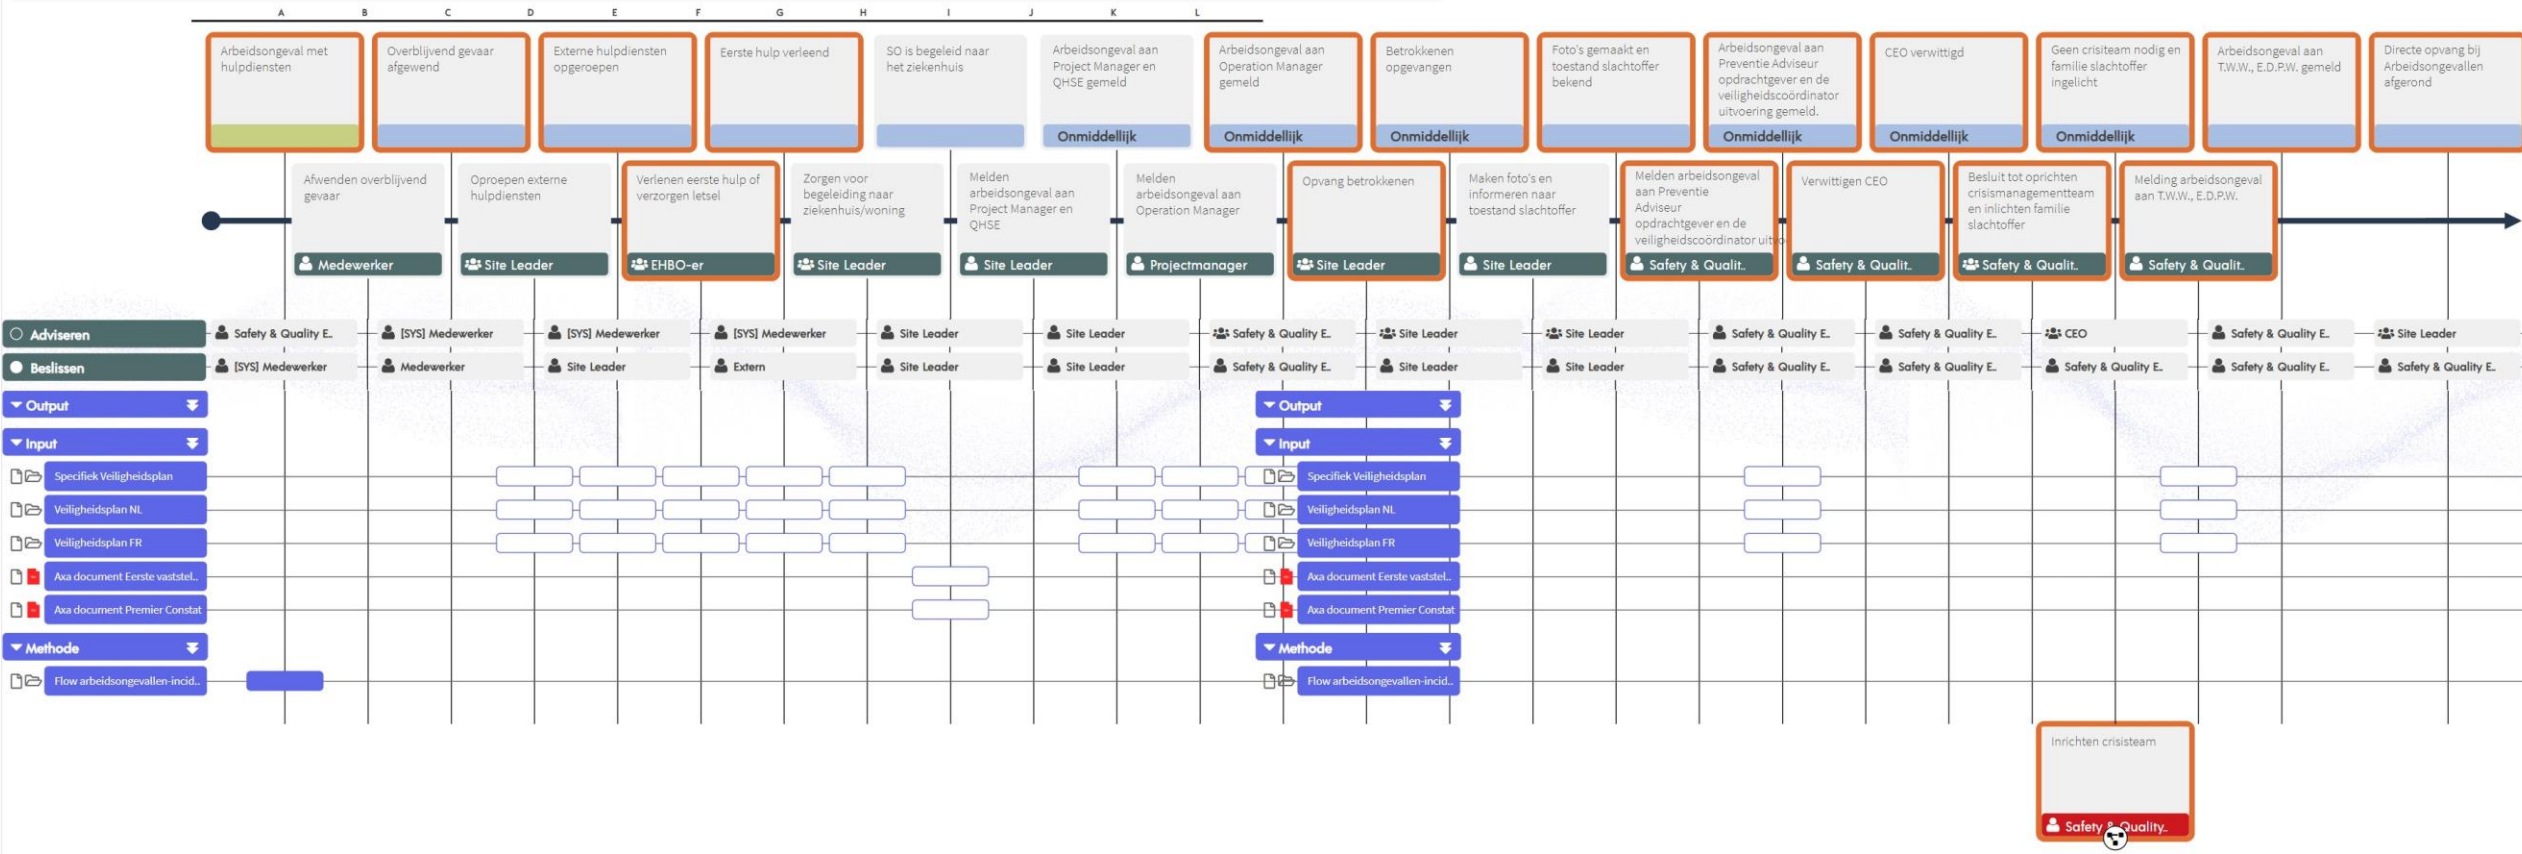 A B C D E F G H I J K L
Arbeidsongeval met
hulpdiensten
Overblijvend gevaar
afgewend
Externe hulpdiensten
opgeroepen
Eerste hulp verleend
SO is begeleid naar
het ziekenhuis
Arbeidsongeval aan
Project Manager en
QHSE gemeld
Onmiddellijk
Arbeidsongeval aan
Operation Manager
gemeld
Onmiddellijk
Betrokkenen
opgevangen
Onmiddellijk
Foto's gemaakt en
toestand slachtoffer
bekend
Arbeidsongeval aan
Preventie Adviseur
opdrachtgever en de
veiligheidscoördinator
uitvoering gemeld.
Onmiddellijk
CEO verwittigd
Onmiddellijk
Geen crisiteam nodig en
familie slachtoffer
ingelicht
Onmiddellijk
Arbeidsongeval aan
T.W.W., E.D.P.W. gemeld
Directe opvang bij
Arbeidsongevallen
afgerond
Afwenden overblijvend
gevaar
Medewerker
Oproepen externe
hulpdiensten
Site Leader
Verlenen eerste hulp of
verzorgen letsel
EHBO-er
Zorgen voor
begeleiding naar
ziekenhuis/woning
Site Leader
Melden
arbeidsongeval aan
Project Manager en
QHSE
Site Leader
Melden
arbeidsongeval aan
Operation Manager
Projectmanager
Opvang betrokkenen
Site Leader
Maken foto's en
informeren naar
toestand slachtoffer
Site Leader
Melden arbeidsongeval
aan Preventie
Adviseur
opdrachtgever en de
veiligheidscoördinator uitvo
Safety & Qualit..
Verwittigen CEO
Safety & Qualit..
Besluit tot oprichten
crismanagementteam
en inlichten familie
slachtoffer
Safety & Qualit..
Melding arbeidsongeval
aan T.W.W., E.D.P.W.
Safety & Qualit..
Adviseren Safety & Quality E.. [SYS] Medewerker [SYS] Medewerker [SYS] Medewerker Site Leader Site Leader Safety & Quality E.. Site Leader Site Leader Safety & Quality E.. Safety & Quality E.. CEO Safety & Quality E.. Site Leader
Beslissen [SYS] Medewerker Medewerker Site Leader Extern Site Leader Site Leader Safety & Quality E.. Site Leader Site Leader Safety & Quality E.. Safety & Quality E.. Safety & Quality E.. Safety & Quality E.. Safety & Quality E..
Output Output
Input Input
Specifiek Veiligheidsplan Specifiek Veiligheidsplan
Veiligheidsplan NL Veiligheidsplan NL
Veiligheidsplan FR Veiligheidsplan FR
Axa document Eerste vaststel.. Axa document Eerste vaststel..
Axa document Premier Constat Axa document Premier Constat
Methode Methode
Flow arbeidsongevallen-incid.. Flow arbeidsongevallen-incid..
Inrichten crisisteam
Safety & Quality..